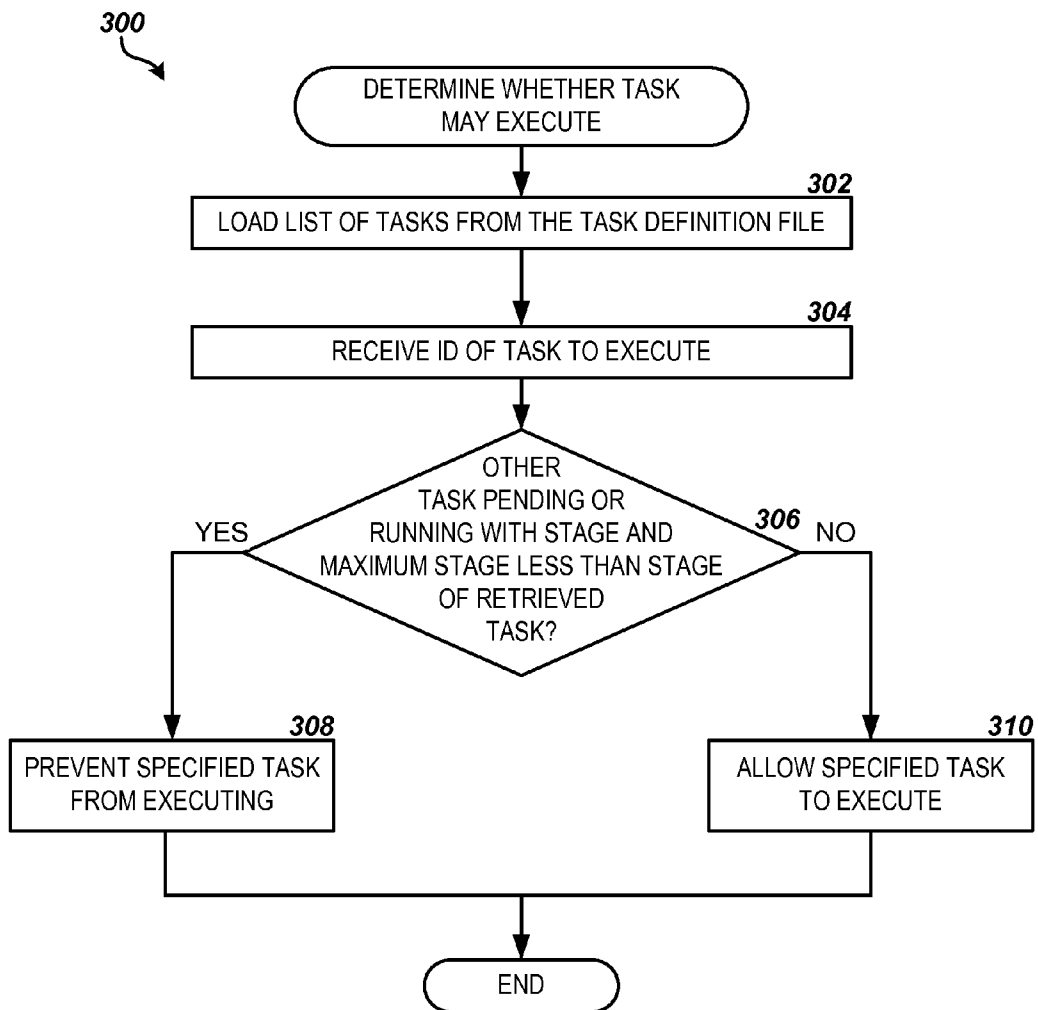 300
DETERMINE WHETHER TASK
MAY EXECUTE
302
LOAD LIST OF TASKS FROM THE TASK DEFINITION FILE
304
RECEIVE ID OF TASK TO EXECUTE
OTHER
TASK PENDING OR
RUNNING WITH STAGE AND
MAXIMUM STAGE LESS THAN STAGE
OF RETRIEVED
TASK?
306
YES
NO
308
PREVENT SPECIFIED TASK
FROM EXECUTING
310
ALLOW SPECIFIED TASK
TO EXECUTE
END